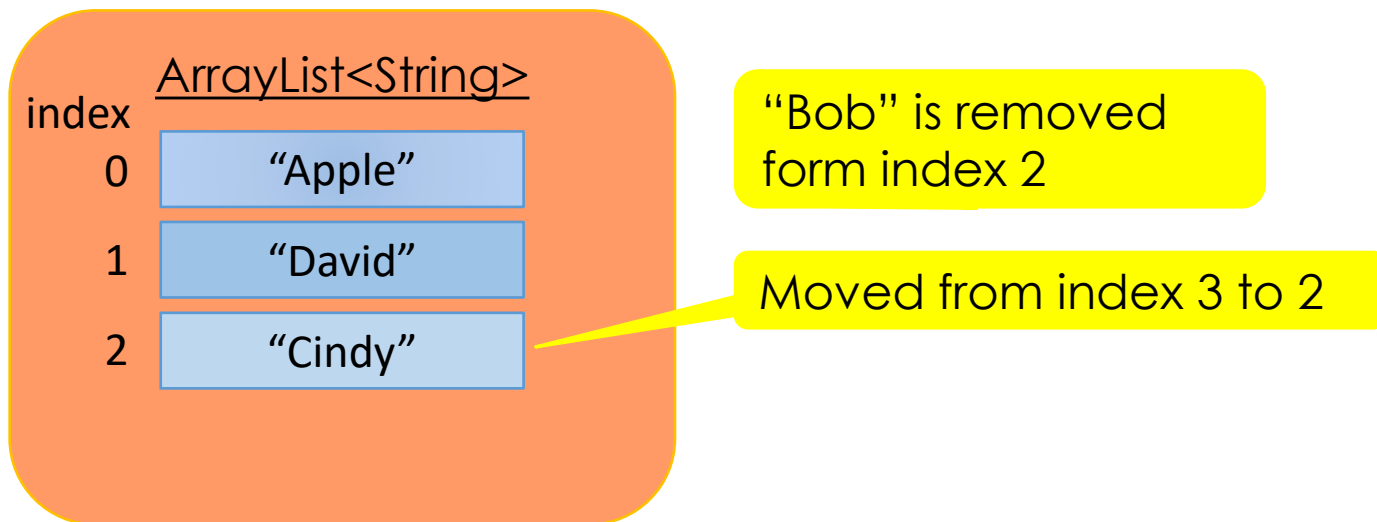 ArrayList<String>
index
0 “Apple”
1 “David”
2 “Cindy”
“Bob” is removed
form index 2
Moved from index 3 to 2